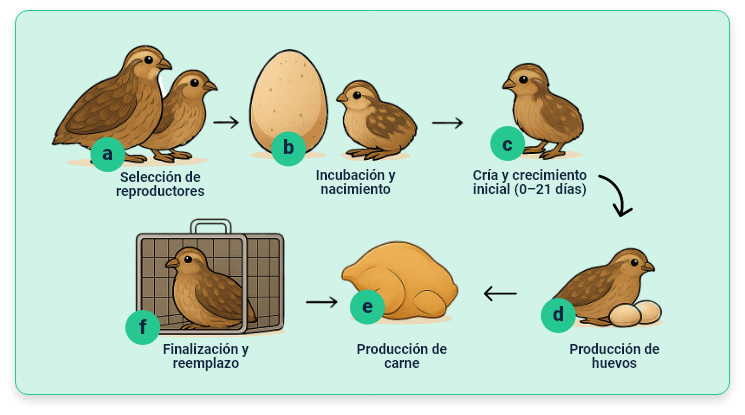 a
Selección de
reproductores
b
Incubación y
nacimiento
c
Cría y crecimiento
inicial (0–21 días)
d
Producción de
huevos
e
Producción de
carne
f
Finalización y
reemplazo